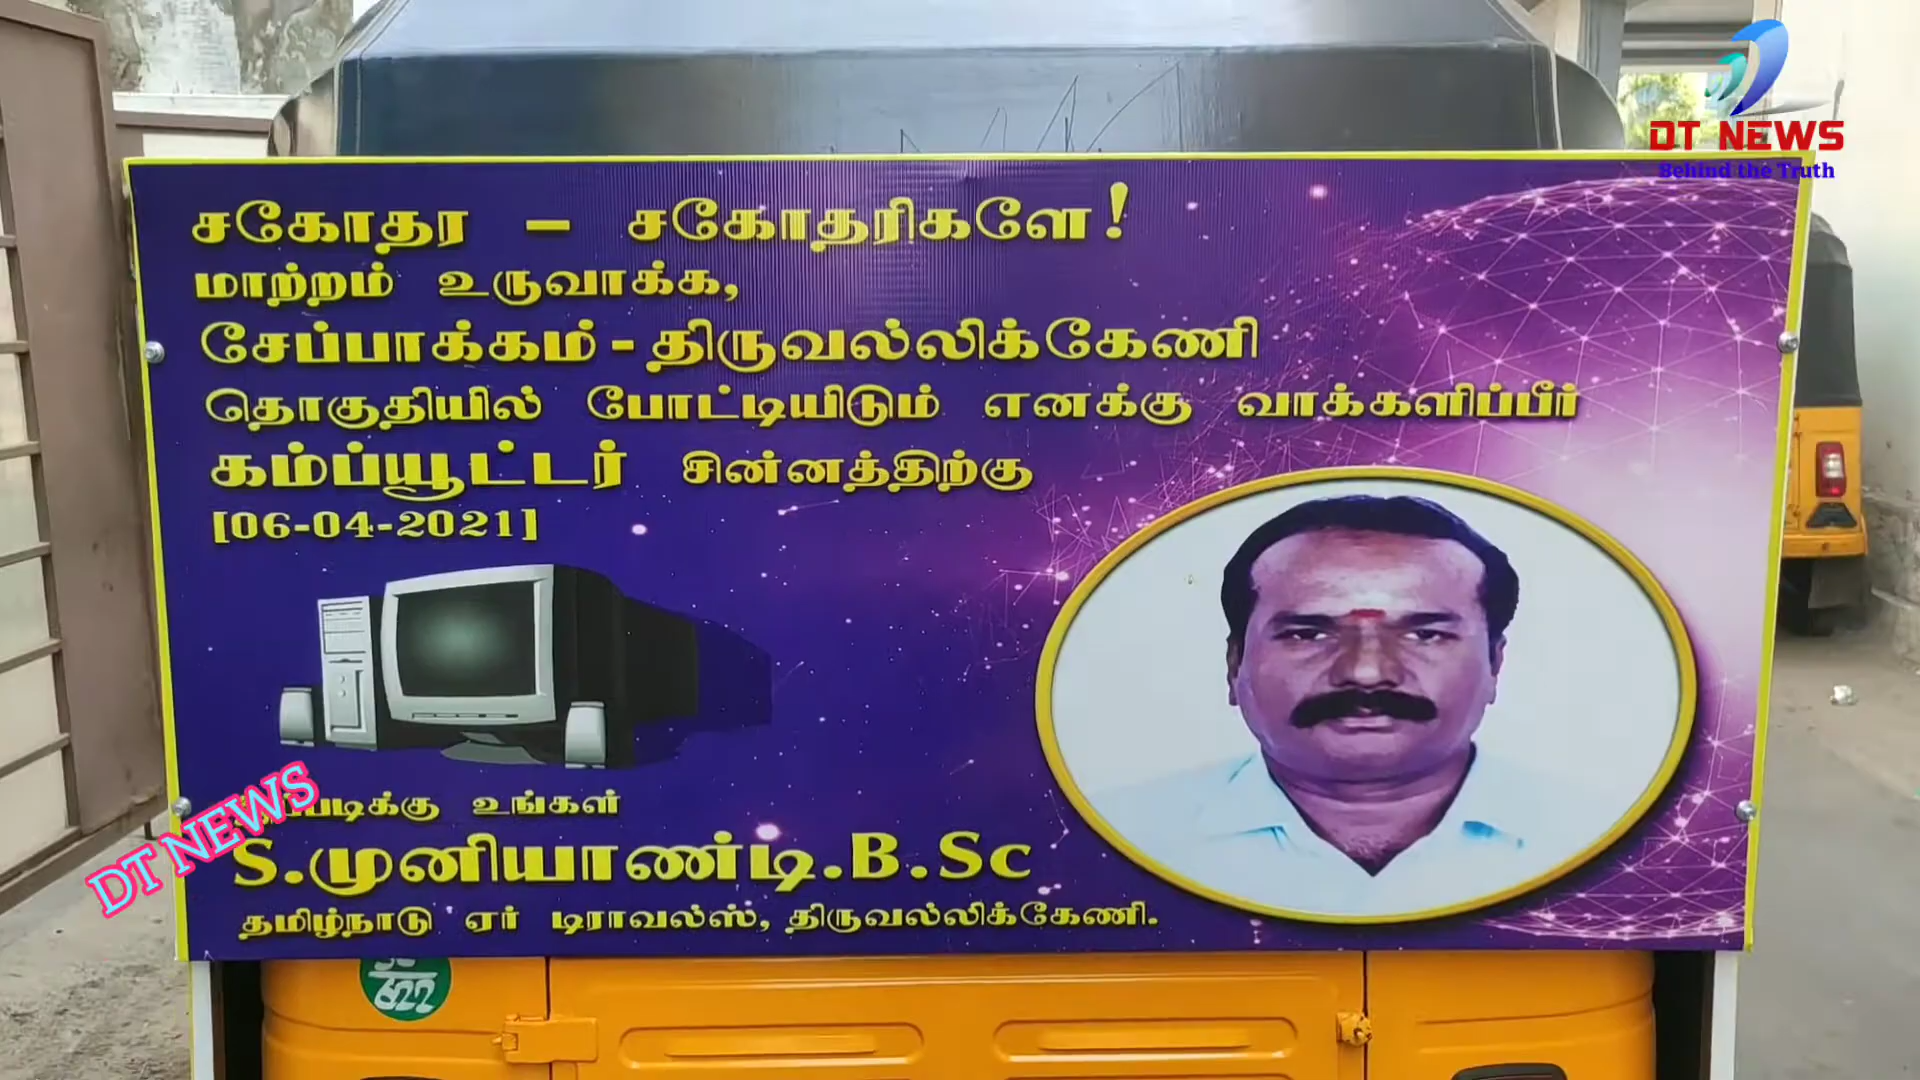 DT NEWS
Behind the Truth
சகோதர - சகோதரிகளே!
மாற்றம் உருவாக்க,
சேப்பாக்கம் - திருவல்லிக்கேணி
தொகுதியில் போட்டியிடும் எனக்கு வாக்களிப்பீர்
கம்ப்யூட்டர் சின்னத்திற்கு
[06-04-2021]
உங்கள்
S.முனியாண்டி.B.Sc
தமிழ்நாடு ஏர் டிராவல்ஸ், திருவல்லிக்கேணி.
DT NEWS